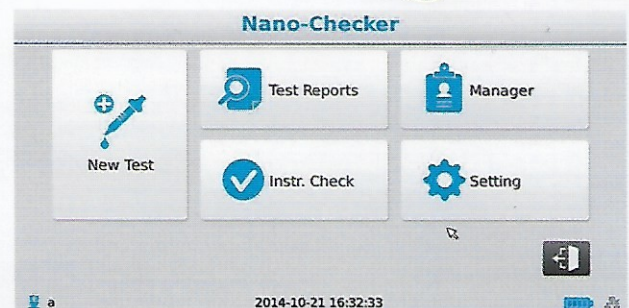 Nano-Checker
New Test
Test Reports
Manager
Instr. Check
Setting
a
2014-10-21 16:32:33